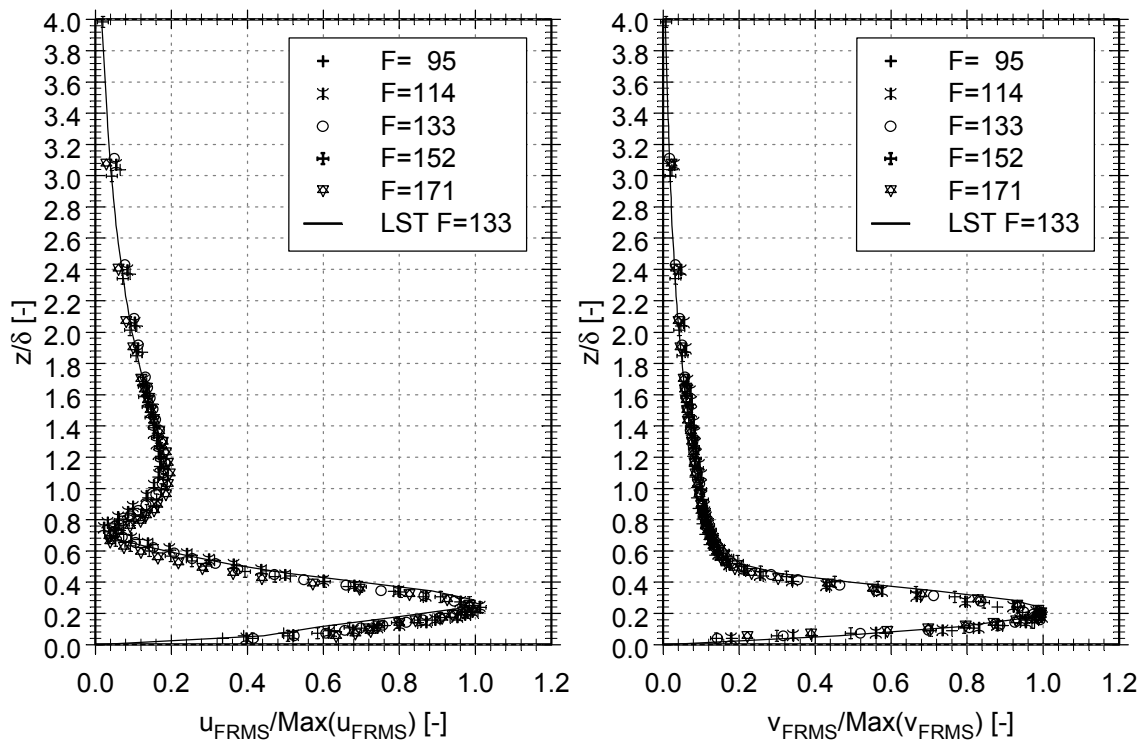 4.0
3.8
3.6
3.4
3.2
3.0
2.8
2.6
2.4
2.2
2.0
1.8
1.6
1.4
1.2
1.0
0.8
0.6
0.4
0.2
0.0
z/δ [-]
F= 95
F=114
F=133
F=152
F=171
LST F=133
0.0 0.2 0.4 0.6 0.8 1.0 1.2
u_FRMS/Max(u_FRMS) [-]
4.0
3.8
3.6
3.4
3.2
3.0
2.8
2.6
2.4
2.2
2.0
1.8
1.6
1.4
1.2
1.0
0.8
0.6
0.4
0.2
0.0
z/δ [-]
F= 95
F=114
F=133
F=152
F=171
LST F=133
0.0 0.2 0.4 0.6 0.8 1.0 1.2
v_FRMS/Max(v_FRMS) [-]